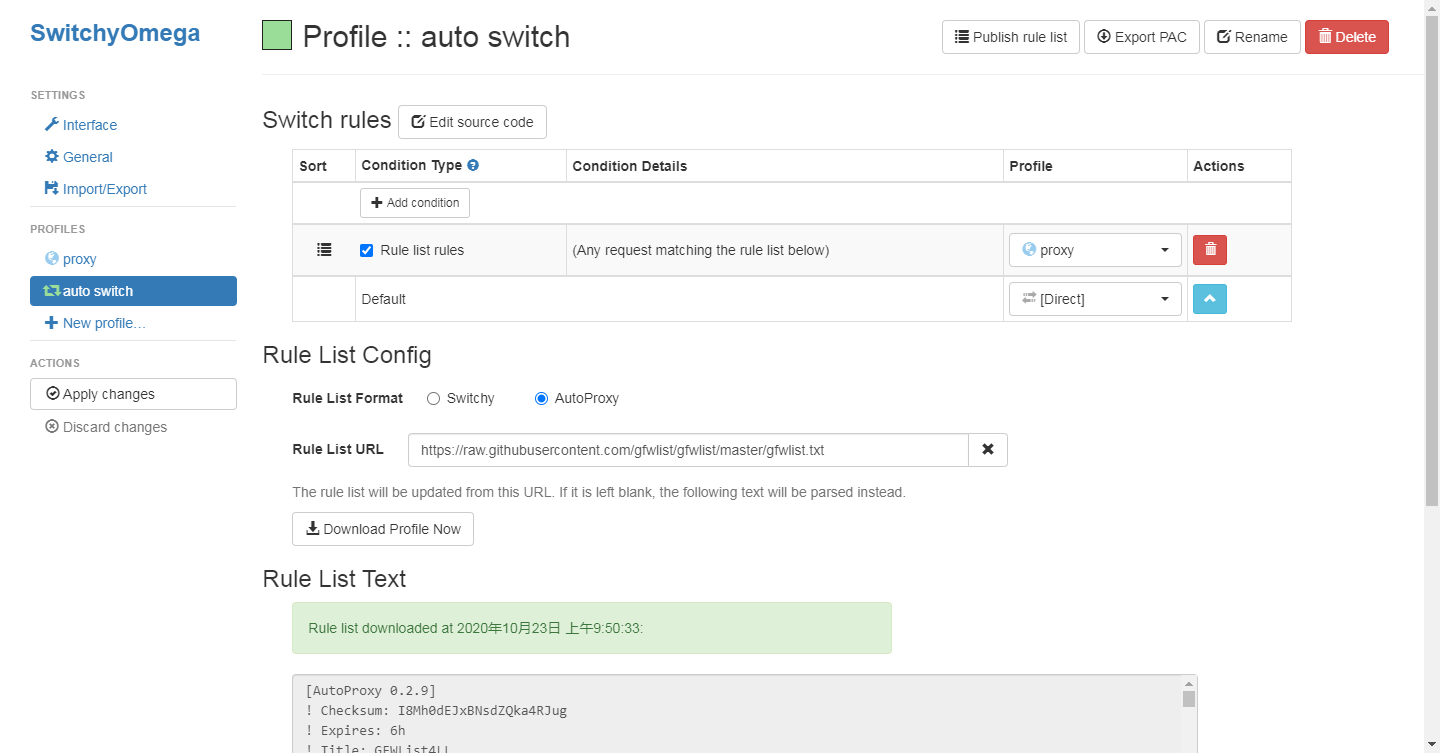 SwitchyOmega
SETTINGS
Interface
General
Import/Export
PROFILES
proxy
auto switch
New profile…
ACTIONS
Apply changes
Discard changes
Profile :: auto switch
Publish rule list
Export PAC
Rename
Delete
Switch rules
Edit source code
Sort Condition Type Condition Details Profile Actions
Add condition
Rule list rules (Any request matching the rule list below) proxy
Default [Direct]
Rule List Config
Rule List Format Switchy AutoProxy
Rule List URL https://raw.githubusercontent.com/gfwlist/gfwlist/master/gfwlist.txt
The rule list will be updated from this URL. If it is left blank, the following text will be parsed instead.
Download Profile Now
Rule List Text
Rule list downloaded at 2020年10月23日 上午9:50:33:
[AutoProxy 0.2.9]
! Checksum: I8Mh0dEJxBNsdZQka4RJug
! Expires: 6h
! Title: GFWList4LL